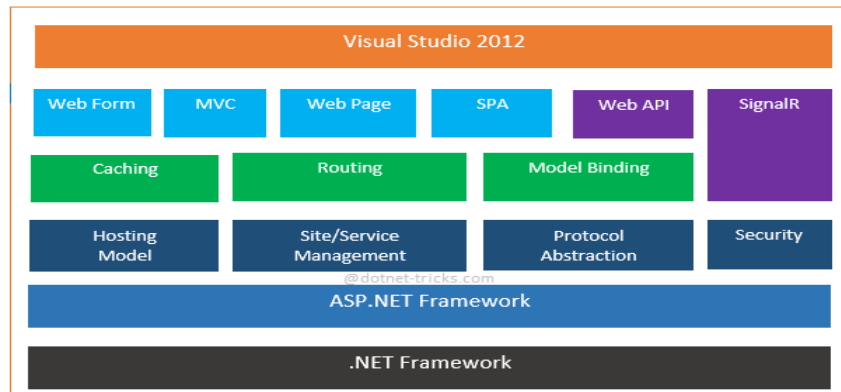 Visual Studio 2012
Web Form
MVC
Web Page
SPA
Web API
SignalR
Caching
Routing
Model Binding
Hosting
Model
Site/Service
Management
Protocol
Abstraction
Security
@dotnet-tricks.com
ASP.NET Framework
.NET Framework